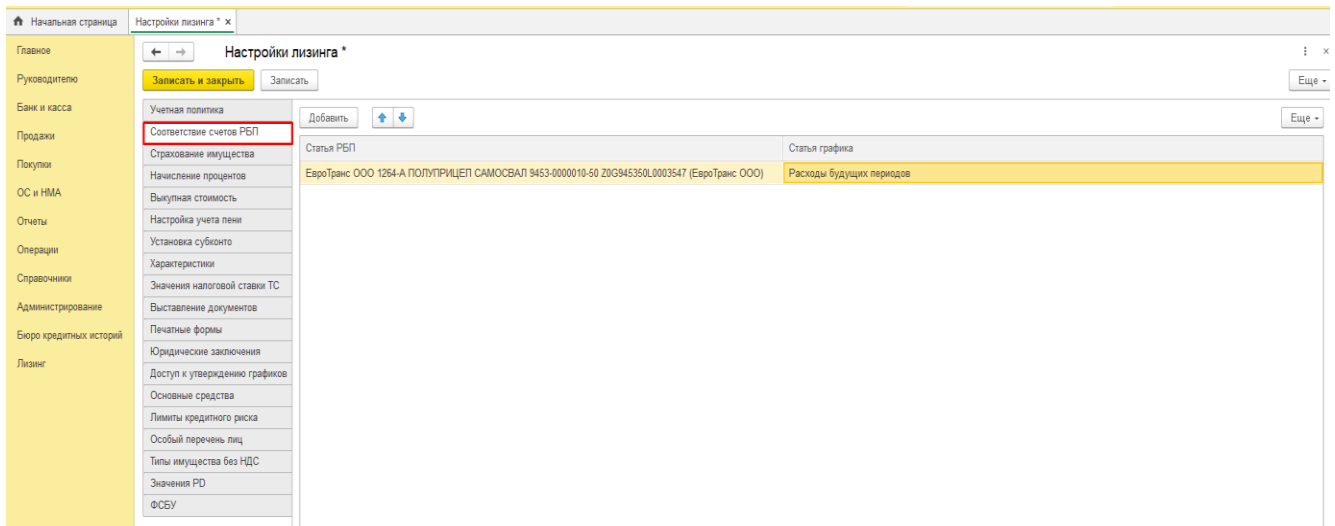 Начальная страница
Настройки лизинга * x
Главное
Руководителю
Банк и касса
Продажи
Покупки
ОС и НМА
Отчеты
Операции
Справочники
Администрирование
Бюро кредитных историй
Лизинг
Настройки лизинга *
Записать и закрыть
Записать
Еще
Учетная политика
Соответствие счетов РБП
Страхование имущества
Начисление процентов
Выкупная стоимость
Настройка учета пени
Установка субконто
Характеристики
Значения налоговой ставки ТС
Выставление документов
Печатные формы
Юридические заключения
Доступ к утверждению графиков
Основные средства
Лимиты кредитного риска
Особый перечень лиц
Типы имущества без НДС
Значения PD
ФСБУ
Добавить
Еще
Статья РБП
Статья графика
ЕвроТранс ООО 1264-А ПОЛУПРИЦЕП САМОСВАЛ 9453-0000010-50 Z0G945350L0003547 (ЕвроТранс ООО)
Расходы будущих периодов